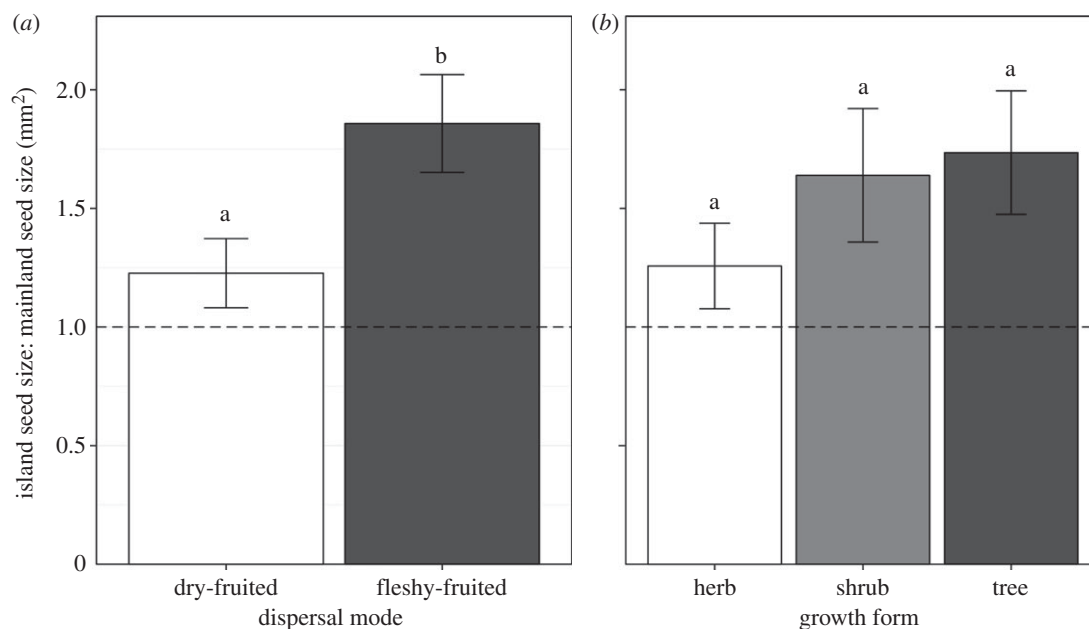 (a)
island seed size: mainland seed size (mm²)
2.0
1.5
1.0
0.5
0
a
b
dry-fruited fleshy-fruited
dispersal mode
(b)
a a a
herb shrub tree
growth form